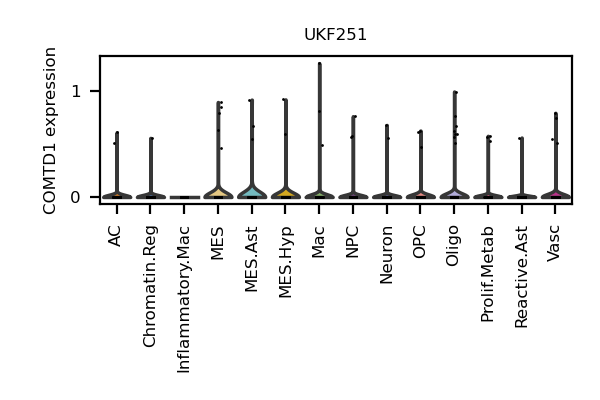 UKF251
COMTD1 expression
1
0
AC
Chromatin.Reg
Inflammatory.Mac
MES
MES.Ast
MES.Hyp
Mac
NPC
Neuron
OPC
Oligo
Prolif.Metab
Reactive.Ast
Vasc